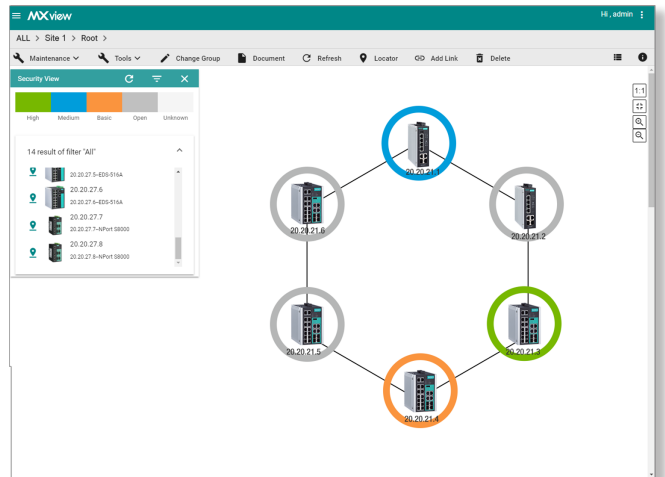 MXview
Hi , admin
ALL > Site 1 > Root >
Maintenance Tools Change Group Document Refresh Locator Add Link Delete
Security View
High Medium Basic Open Unknown
14 result of filter "All"
20.20.27.5-EDS-516A
20.20.27.6
20.20.27.6-EDS-516A
20.20.27.7
20.20.27.7-NPort S8000
20.20.27.8
20.20.27.8-NPort S8000
1:1
20.20.21.1
20.20.21.6
20.20.21.2
20.20.21.5
20.20.21.3
20.20.21.4